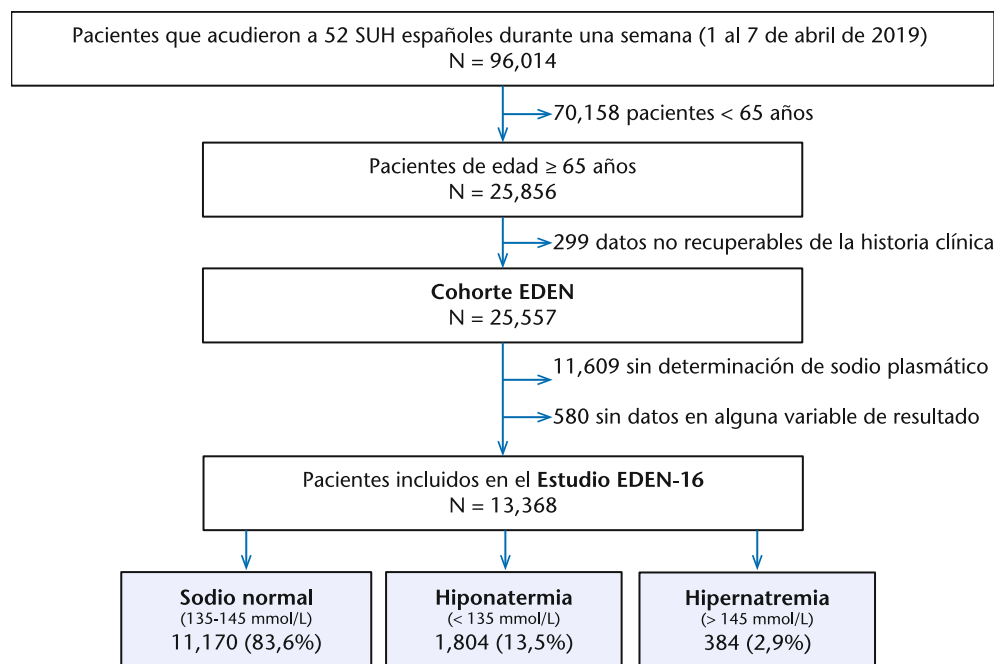 Pacientes que acudieron a 52 SUH españoles durante una semana (1 al 7 de abril de 2019)
N = 96,014
70,158 pacientes < 65 años
Pacientes de edad ≥ 65 años
N = 25,856
299 datos no recuperables de la historia clínica
Cohorte EDEN
N = 25,557
11,609 sin determinación de sodio plasmático
580 sin datos en alguna variable de resultado
Pacientes incluidos en el Estudio EDEN-16
N = 13,368
Sodio normal
(135-145 mmol/L)
11,170 (83,6%)
Hiponatermia
(< 135 mmol/L)
1,804 (13,5%)
Hipernatremia
(> 145 mmol/L)
384 (2,9%)